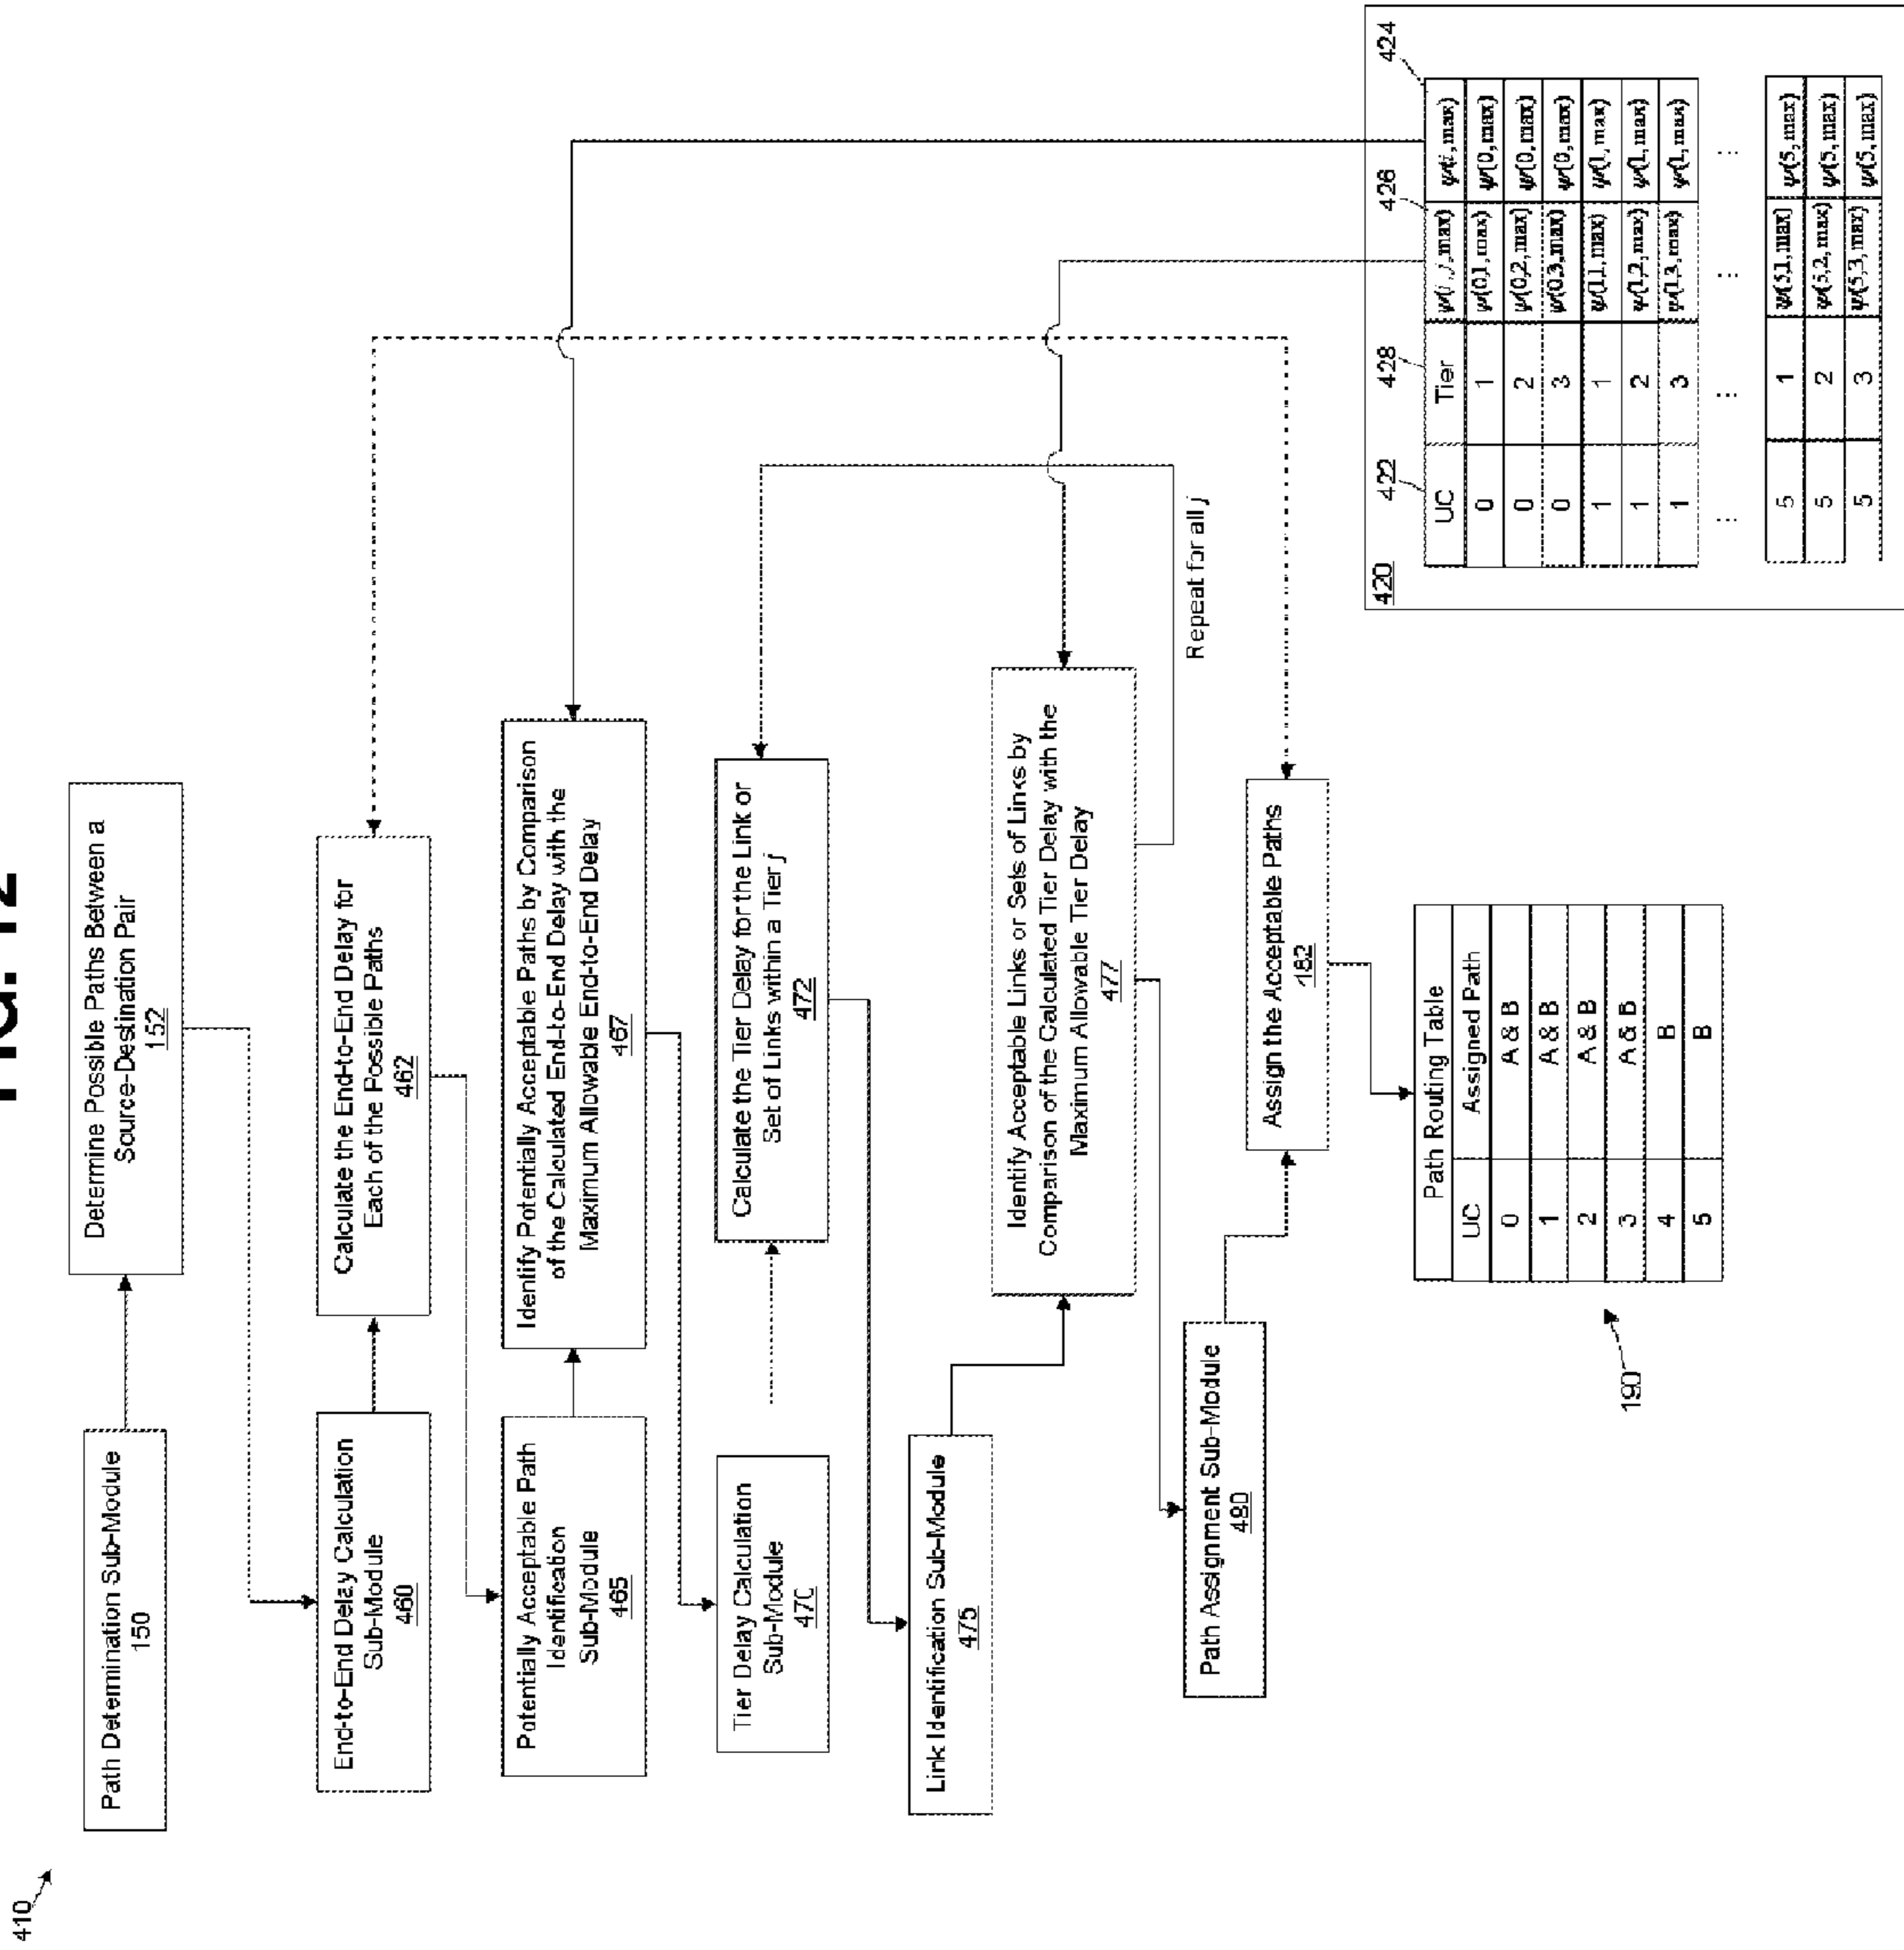 FIG. 12
410
Path Determination Sub-Module
150
Determine Possible Paths Between a
Source-Destination Pair
152
End-to-End Delay Calculation
Sub-Module
460
Calculate the End-to-End Delay for
Each of the Possible Paths
462
Potentially Acceptable Path
Identification
Sub-Module
465
Identify Potentially Acceptable Paths by Comparison
of the Calculated End-to-End Delay with the
Maximum Allowable End-to-End Delay
467
Tier Delay Calculation
Sub-Module
470
Calculate the Tier Delay for the Link or
Set of Links within a Tier j
472
Link Identification Sub-Module
475
Identify Acceptable Links or Sets of Links by
Comparison of the Calculated Tier Delay with the
Maximum Allowable Tier Delay
477
Repeat for all j
Path Assignment Sub-Module
480
Assign the Acceptable Paths
182
190
Path Routing Table
UC Assigned Path
0 A & B
1 A & B
2 A & B
3 A & B
4 B
5 B
420
422 428 426 424
UC Tier ψ(i,j,max) ψ(i,max)
0 1 ψ(0,1,max) ψ(0,max)
0 2 ψ(0,2,max) ψ(0,max)
0 3 ψ(0,3,max) ψ(0,max)
1 1 ψ(1,1,max) ψ(1,max)
1 2 ψ(1,2,max) ψ(1,max)
1 3 ψ(1,3,max) ψ(1,max)
... ... ... ...
5 1 ψ(5,1,max) ψ(5,max)
5 2 ψ(5,2,max) ψ(5,max)
5 3 ψ(5,3,max) ψ(5,max)